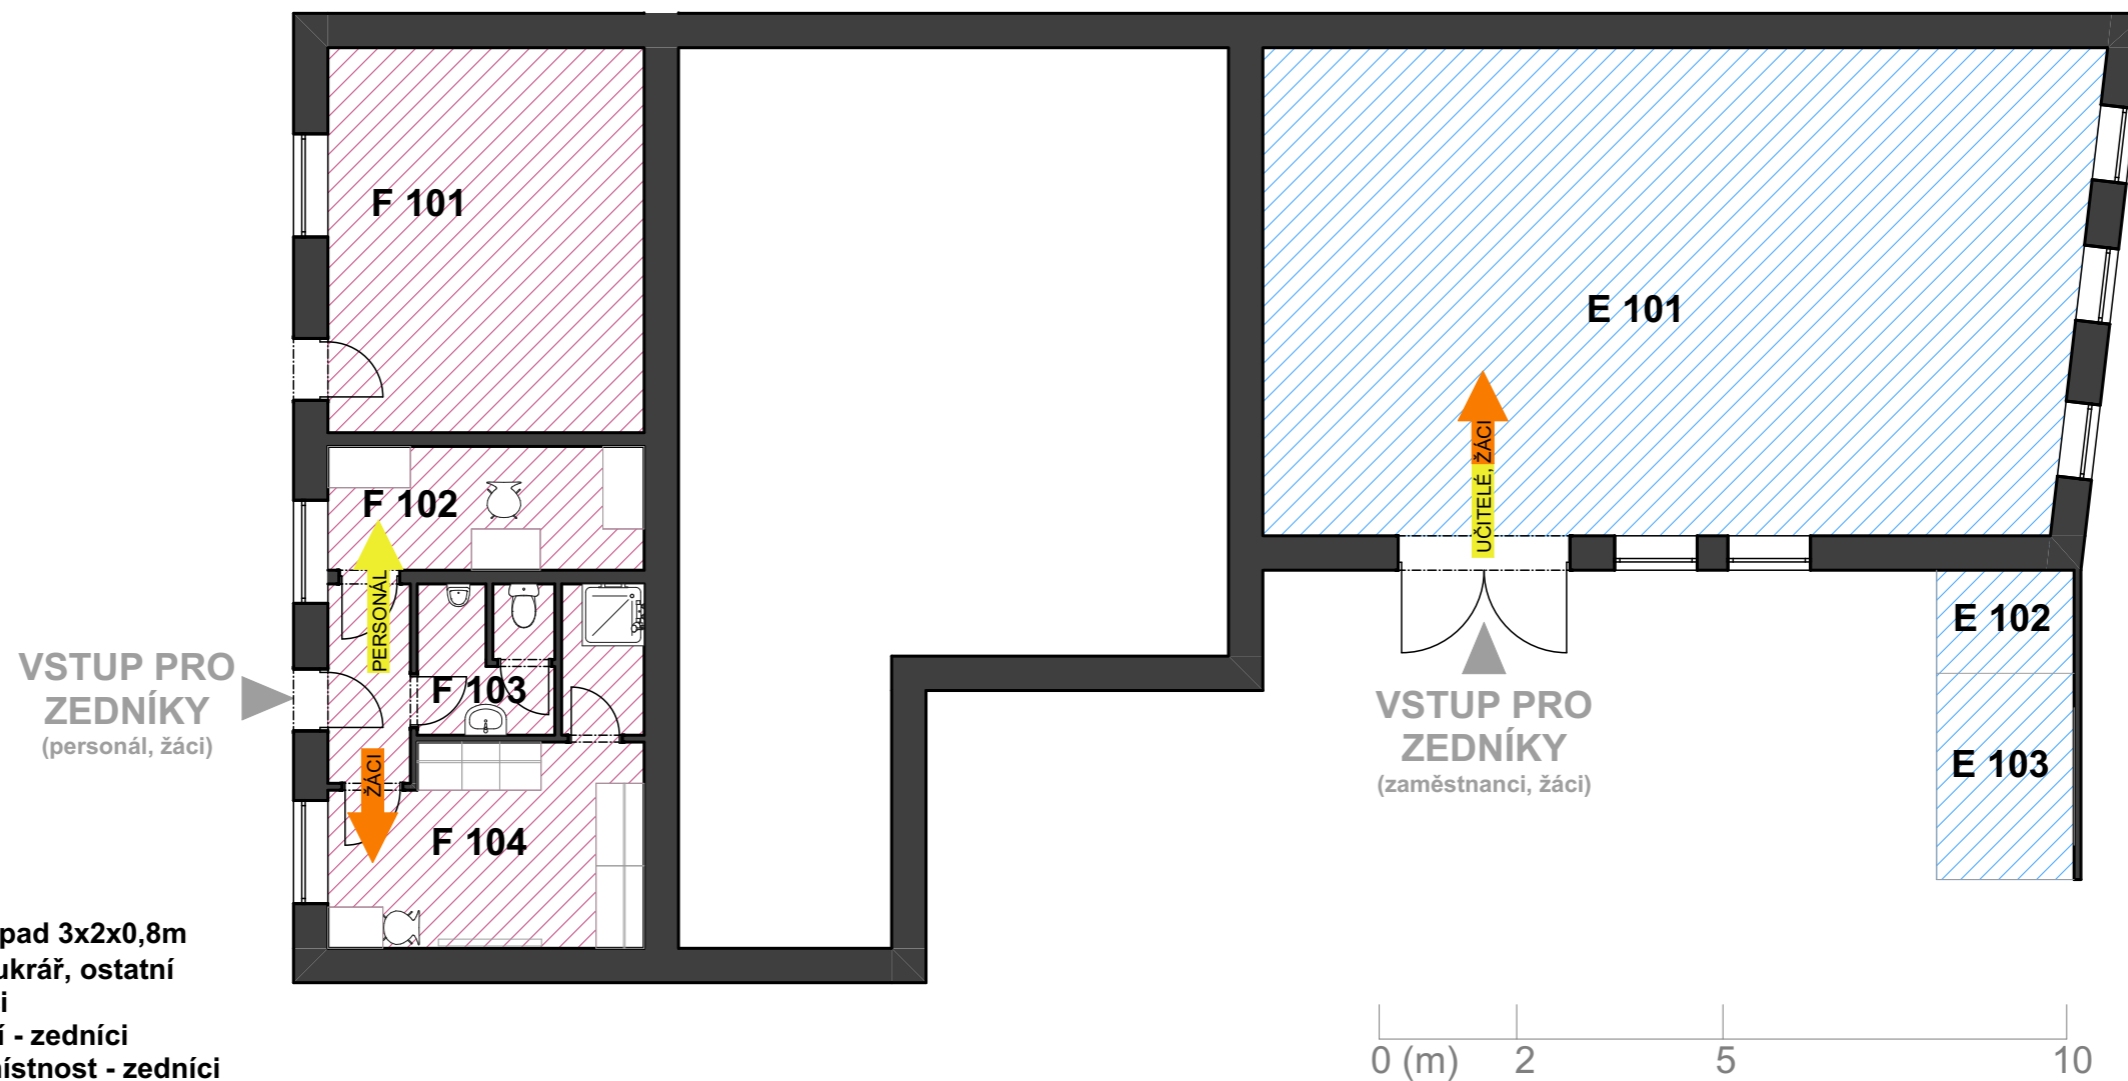 F 101
E 101
F 102
UČITELÉ, ŽÁCI
PERSONÁL
E 102
VSTUP PRO
ZEDNÍKY
(personál, žáci)
F 103
VSTUP PRO
ZEDNÍKY
(zaměstnanci, žáci)
E 103
ŽÁCI
F 104
pad 3x2x0,8m
ukrář, ostatní
i
í - zedníci
ístnost - zedníci
0 (m) 2 5 10